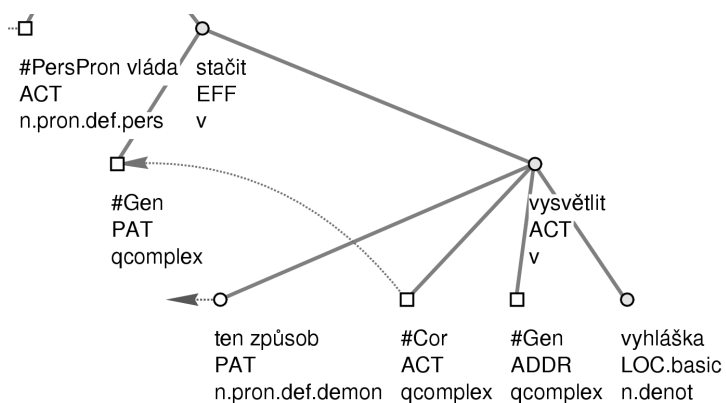 #PersPron vláda
ACT
n.pron.def.pers
stačit
EFF
v
#Gen
PAT
qcomplex
vysvětlit
ACT
v
ten způsob
PAT
n.pron.def.demon
#Cor
ACT
qcomplex
#Gen
ADDR
qcomplex
vyhláška
LOC.basic
n.denot